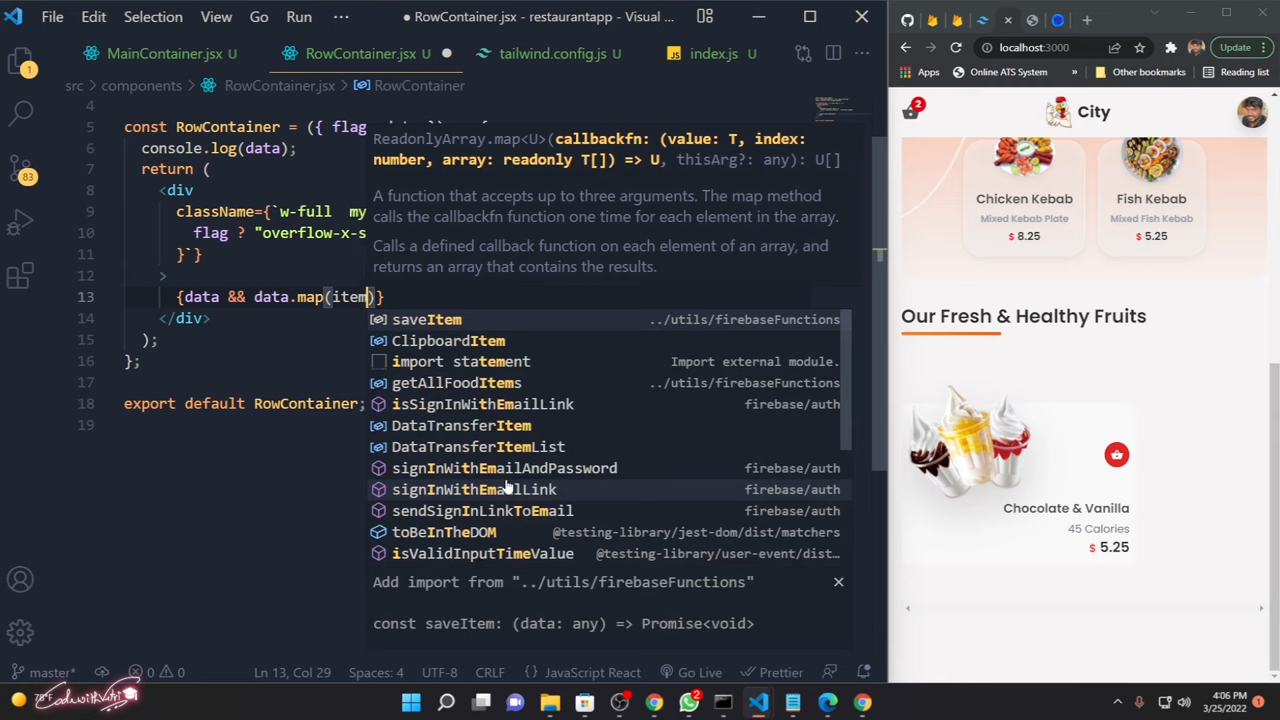 File Edit Selection View Go Run ··· ● RowContainer.jsx - restaurantapp - Visual ...
MainContainer.jsx U RowContainer.jsx U ● tailwind.config.js U index.js U ···
src > components > RowContainer.jsx > RowContainer
4
5 const RowContainer = ({ flag
6 console.log(data);
7 return (
8 <div
9 className={`w-full my
10 flag ? "overflow-x-s
11 }`}
12 >
13 {data && data.map(item)}
14 </div>
15 );
16 };
17
18 export default RowContainer;
19
ReadonlyArray.map<U>(callbackfn: (value: T, index:
number, array: readonly T[]) => U, thisArg?: any): U[]
A function that accepts up to three arguments. The map method
calls the callbackfn function one time for each element in the array.
Calls a defined callback function on each element of an array, and
returns an array that contains the results.
saveItem ../utils/firebaseFunctions
ClipboardItem
import statement Import external module.
getAllFoodItems ../utils/firebaseFunctions
isSignInWithEmailLink firebase/auth
DataTransferItem
DataTransferItemList
signInWithEmailAndPassword firebase/auth
signInWithEmailLink firebase/auth
sendSignInLinkToEmail firebase/auth
toBeInTheDOM @testing-library/jest-dom/dist/matchers
isValidInputTimeValue @testing-library/user-event/dist...
Add import from "../utils/firebaseFunctions"
const saveItem: (data: any) => Promise<void>
1
83
master* 0 0 Ln 13, Col 29 Spaces: 4 UTF-8 CRLF {} JavaScript React Go Live Prettier
localhost:3000 Update
Apps Online ATS System » Other bookmarks Reading list
2 City
Chicken Kebab Fish Kebab
Mixed Kebab Plate Mixed Fish Kebab
$ 8.25 $ 5.25
Our Fresh & Healthy Fruits
Chocolate & Vanilla
45 Calories
$ 5.25
78°F
2
4:06 PM
3/25/2022
1